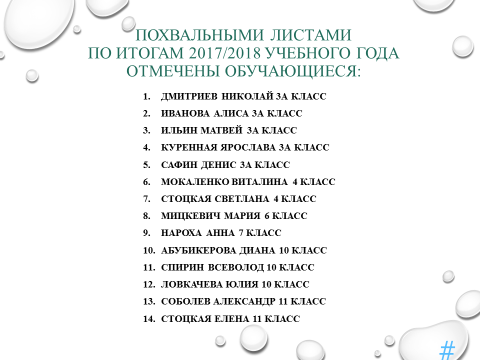 ПОХВАЛЬНЫМИ ЛИСТАМИ
ПО ИТОГАМ 2017/2018 УЧЕБНОГО ГОДА
ОТМЕЧЕНЫ ОБУЧАЮЩИЕСЯ:
1. ДМИТРИЕВ НИКОЛАЙ 3А КЛАСС
2. ИВАНОВА АЛИСА 3А КЛАСС
3. ИЛЬИН МАТВЕЙ 3А КЛАСС
4. КУРЕННАЯ ЯРОСЛАВА 3А КЛАСС
5. САФИН ДЕНИС 3А КЛАСС
6. МОКАЛЕНКО ВИТАЛИНА 4 КЛАСС
7. СТОЦКАЯ СВЕТЛАНА 4 КЛАСС
8. МИЦКЕВИЧ МАРИЯ 6 КЛАСС
9. НАРОХА АННА 7 КЛАСС
10. АБУБИКЕРОВА ДИАНА 10 КЛАСС
11. СПИРИН ВСЕВОЛОД 10 КЛАСС
12. ЛОВКАЧЕВА ЮЛИЯ 10 КЛАСС
13. СОБОЛЕВ АЛЕКСАНДР 11 КЛАСС
14. СТОЦКАЯ ЕЛЕНА 11 КЛАСС
#